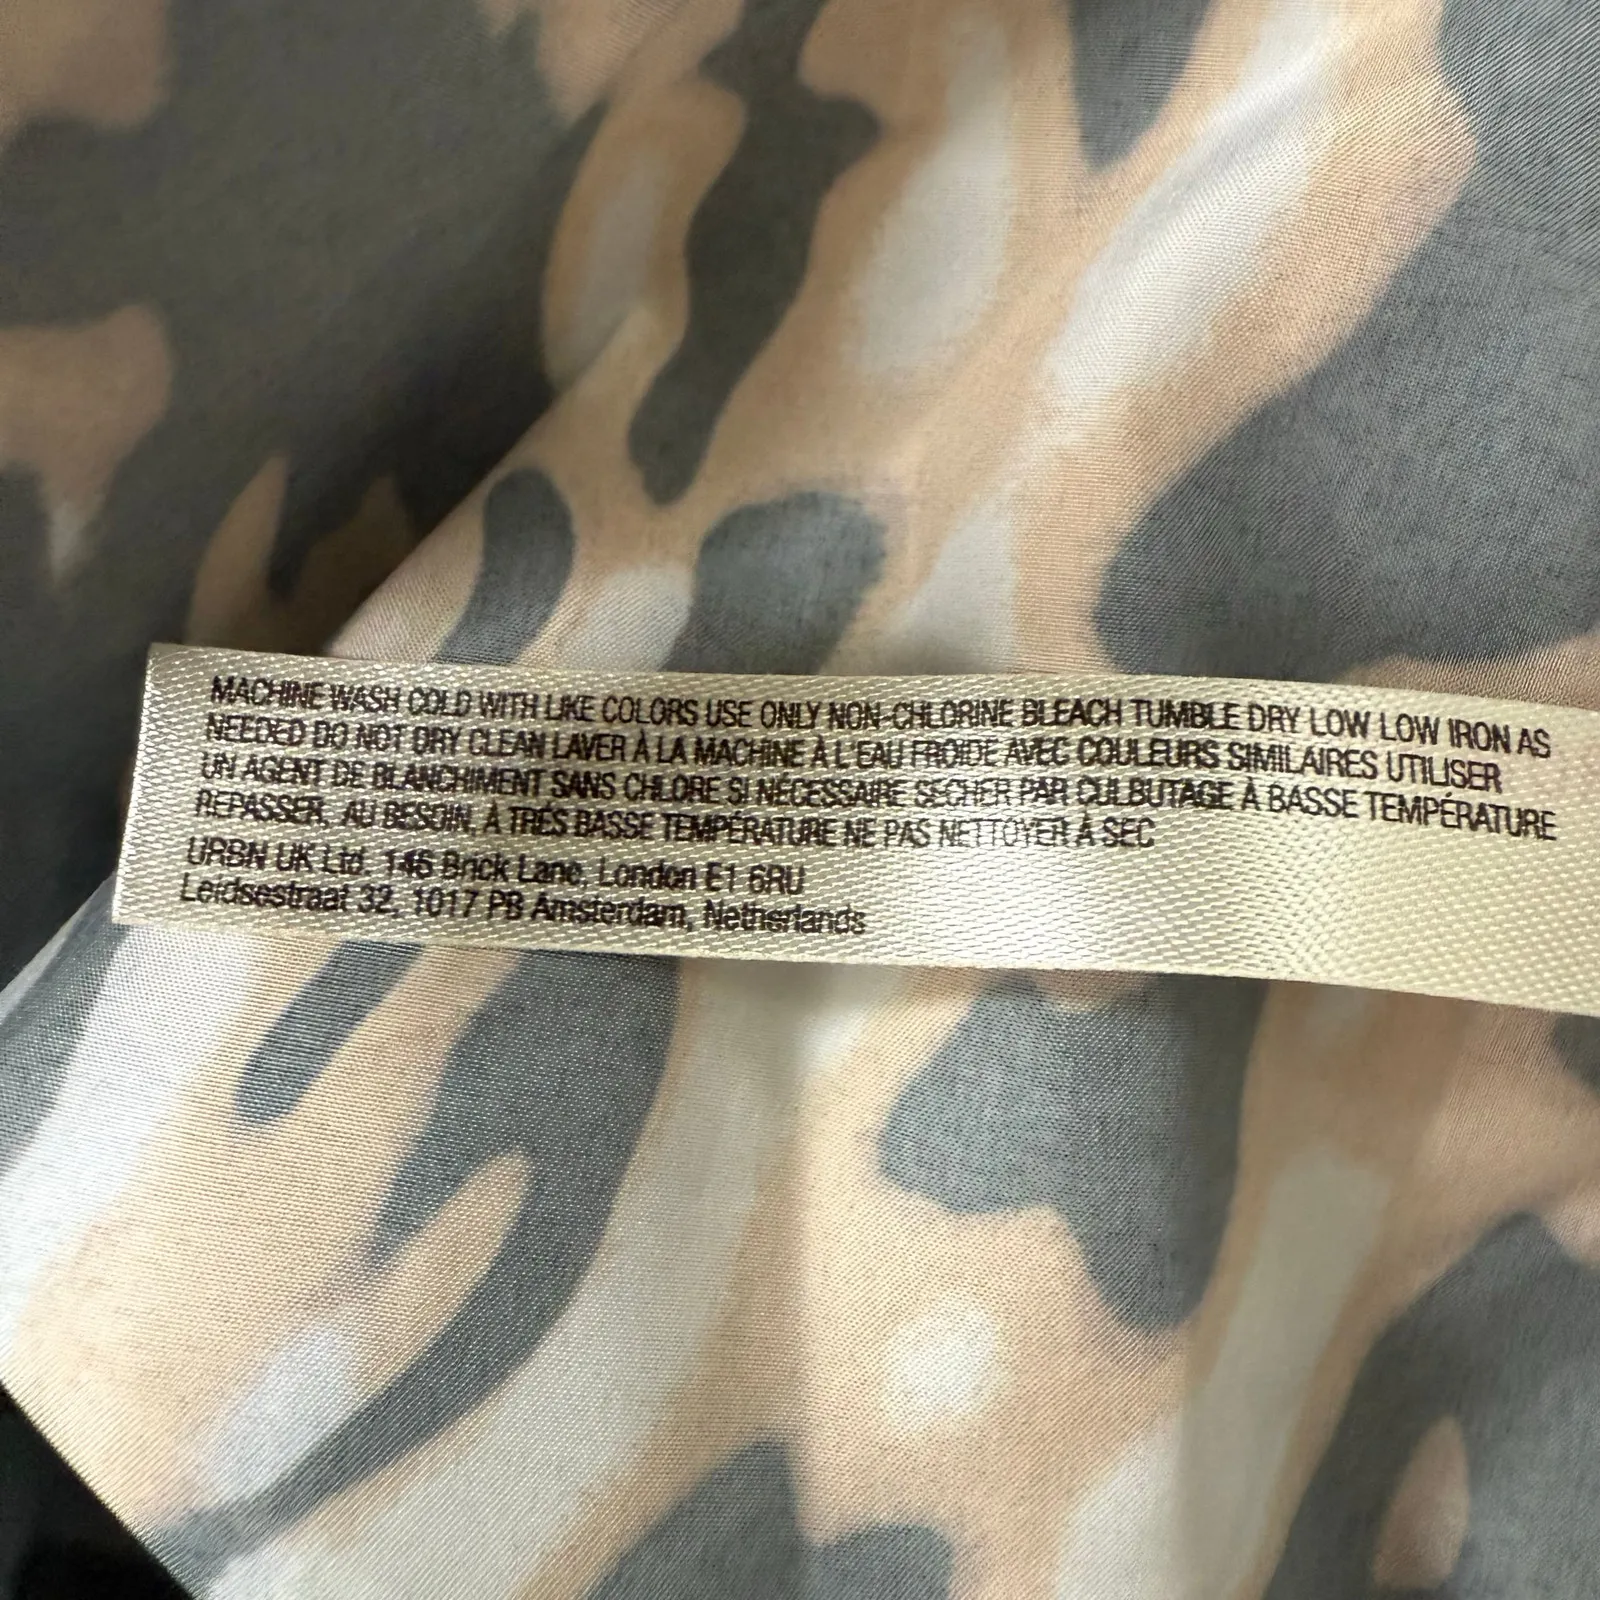 MACHINE WASH COLD WITH LIKE COLORS USE ONLY NON-CHLORINE BLEACH TUMBLE DRY LOW LOW IRON AS
NEEDED DO NOT DRY CLEAN LAVER À LA MACHINE À L'EAU FROIDE AVEC COULEURS SIMILAIRES UTILISER
UN AGENT DE BLANCHIMENT SANS CHLORE SI NÉCESSAIRE SECHER PAR CULBUTAGE À BASSE TEMPÉRATURE
REPASSER, AU BESOIN, À TRÉS BASSE TEMPÉRATURE NE PAS NETTOYER À SEC
URBN UK Ltd. 146 Brick Lane, London E1 6RU
Leidsestraat 32, 1017 PB Amsterdam, Netherlands